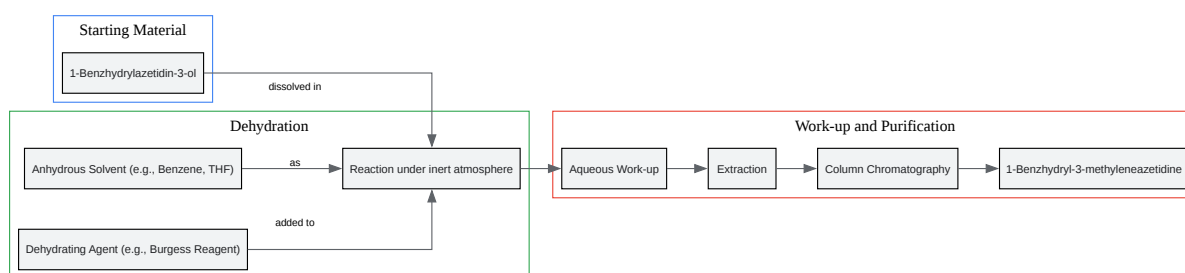 Starting Material
1-Benzhydrylazetidin-3-ol
dissolved in
Dehydration
Anhydrous Solvent (e.g., Benzene, THF)
as
Reaction under inert atmosphere
added to
Dehydrating Agent (e.g., Burgess Reagent)
Work-up and Purification
Aqueous Work-up
Extraction
Column Chromatography
1-Benzhydryl-3-methyleneazetidine